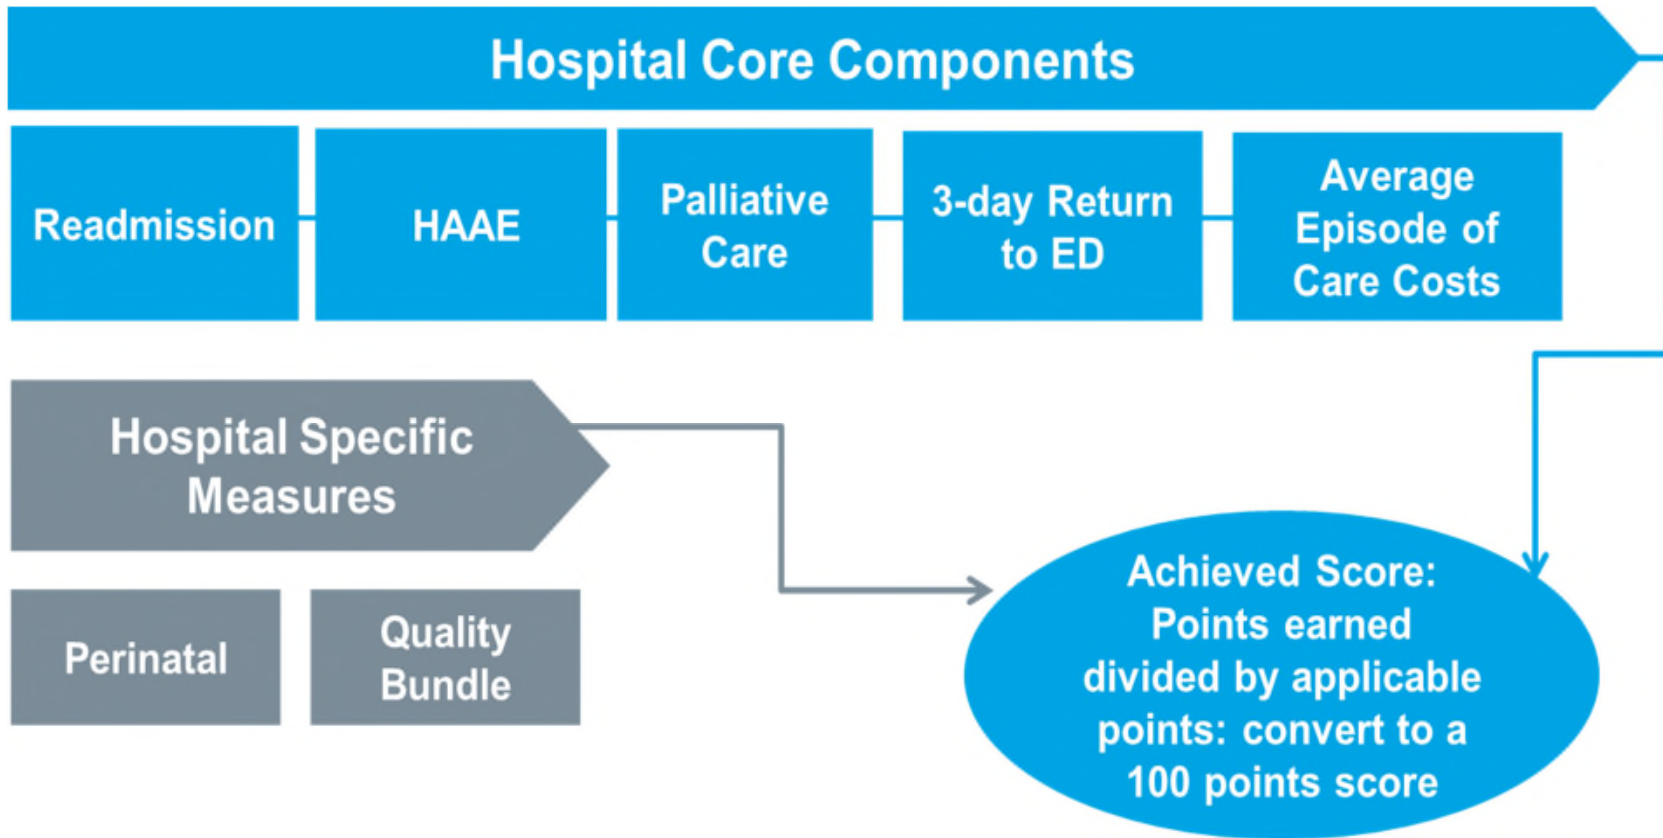 Hospital Core Components
Readmission
HAAE
Palliative
Care
3-day Return
to ED
Average
Episode of
Care Costs
Hospital Specific
Measures
Perinatal
Quality
Bundle
Achieved Score:
Points earned
divided by applicable
points: convert to a
100 points score